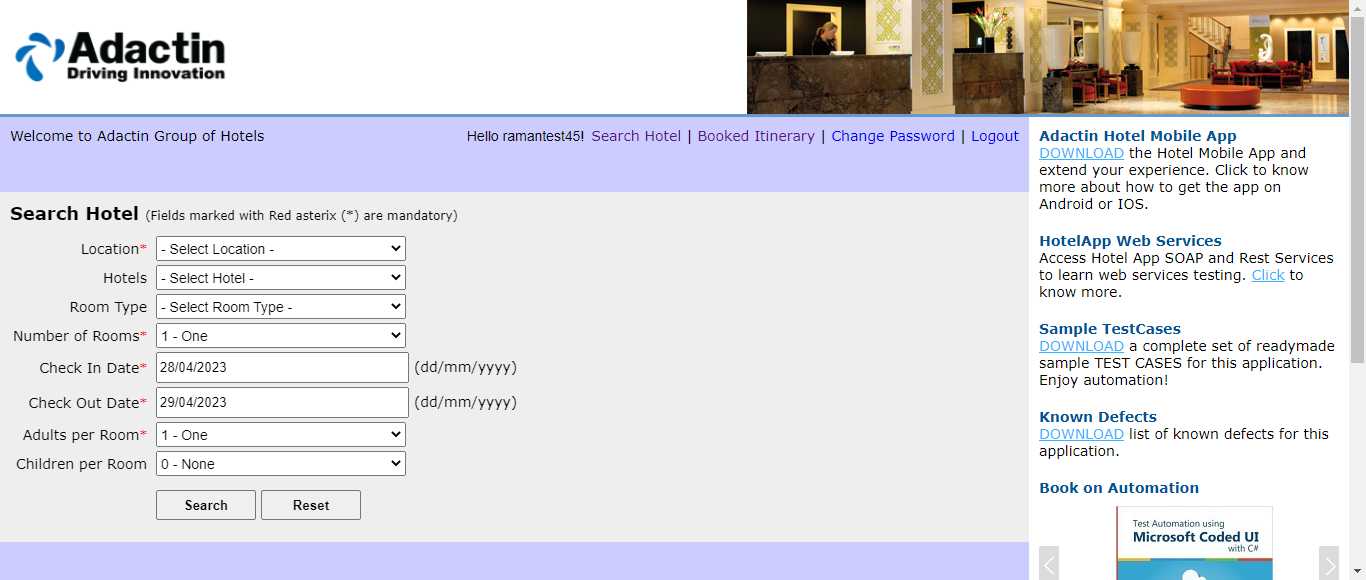 Adactin
Driving Innovation
Welcome to Adactin Group of Hotels
Hello ramantest45! Search Hotel | Booked Itinerary | Change Password | Logout
Search Hotel (Fields marked with Red asterix (*) are mandatory)
Location* - Select Location -
Hotels - Select Hotel -
Room Type - Select Room Type -
Number of Rooms* 1 - One
Check In Date* 28/04/2023 (dd/mm/yyyy)
Check Out Date* 29/04/2023 (dd/mm/yyyy)
Adults per Room* 1 - One
Children per Room 0 - None
Search Reset
Adactin Hotel Mobile App
DOWNLOAD the Hotel Mobile App and
extend your experience. Click to know
more about how to get the app on
Android or IOS.
HotelApp Web Services
Access Hotel App SOAP and Rest Services
to learn web services testing. Click to
know more.
Sample TestCases
DOWNLOAD a complete set of readymade
sample TEST CASES for this application.
Enjoy automation!
Known Defects
DOWNLOAD list of known defects for this
application.
Book on Automation
Test Automation using
Microsoft Coded UI
with C#